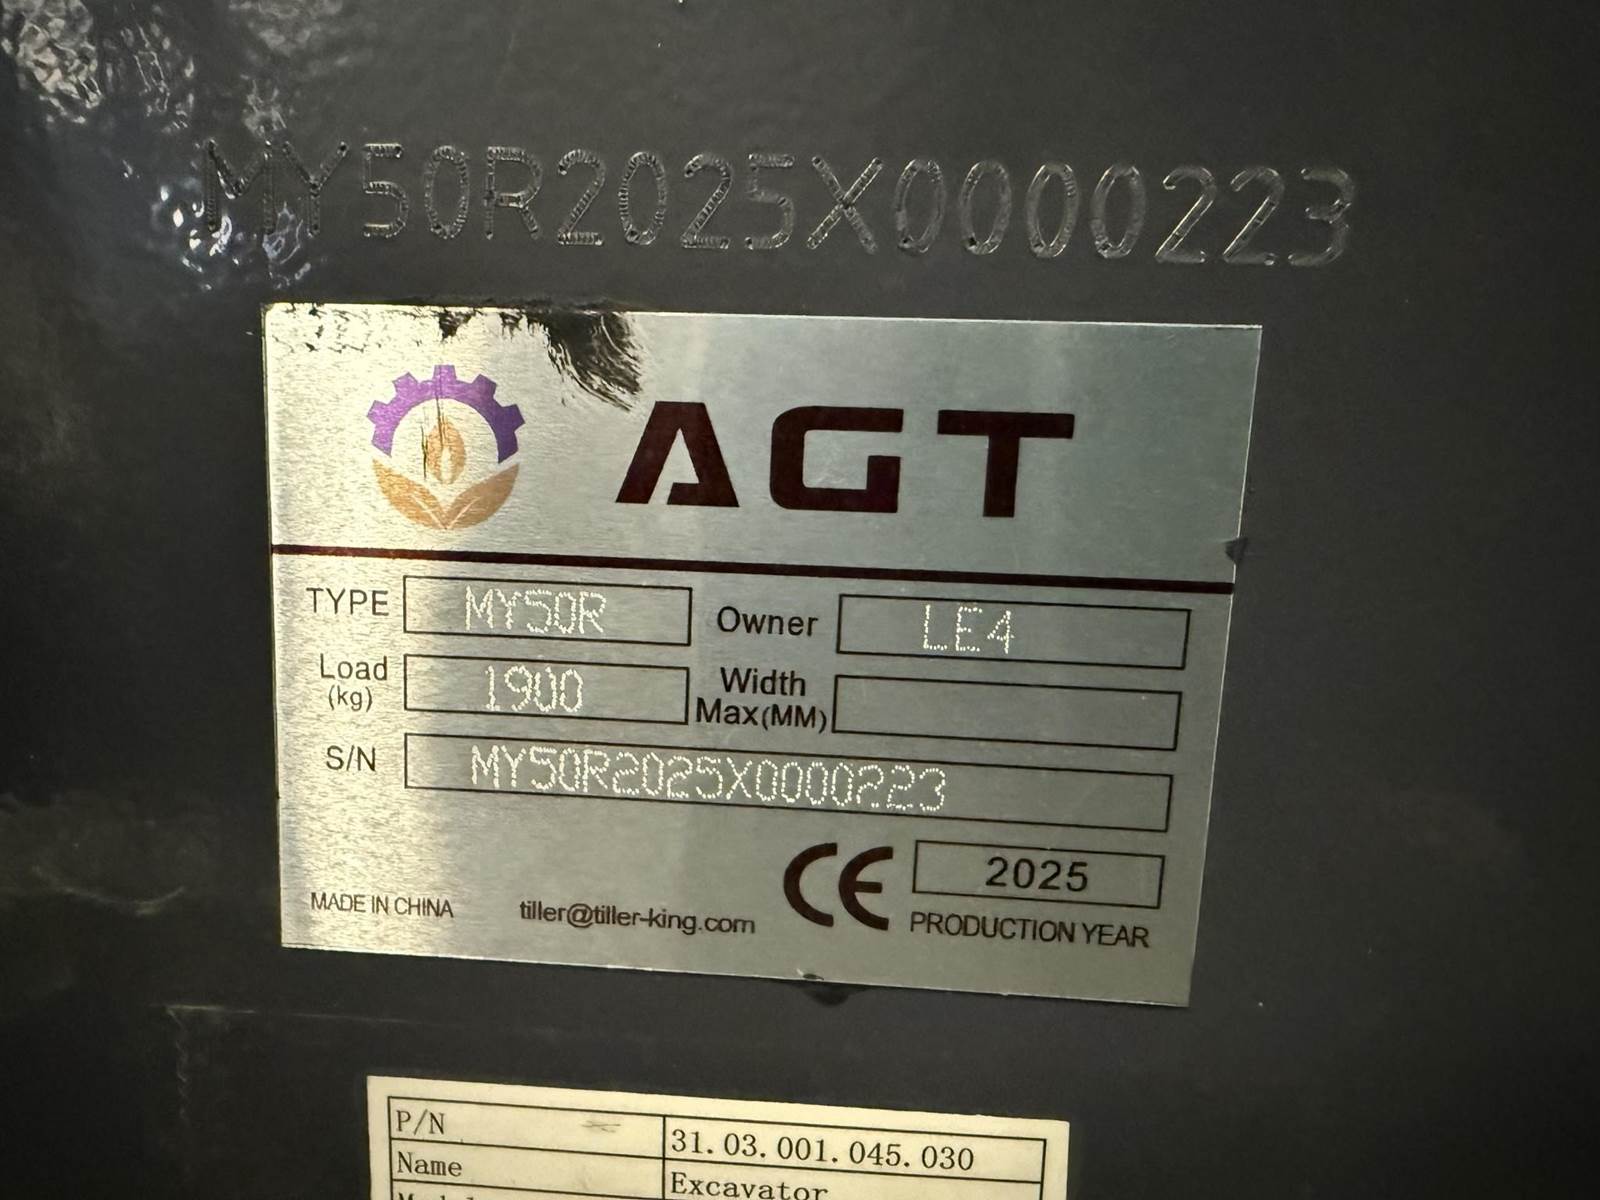 MY50R2025X0000223
AGT
TYPE MY50R Owner LE4
Load (kg) 1900 Width Max(MM)
S/N MY50R2025X0000223
CE 2025
MADE IN CHINA tiller@tiller-king.com PRODUCTION YEAR
P/N 31.03.001.045.030
Name Excavator